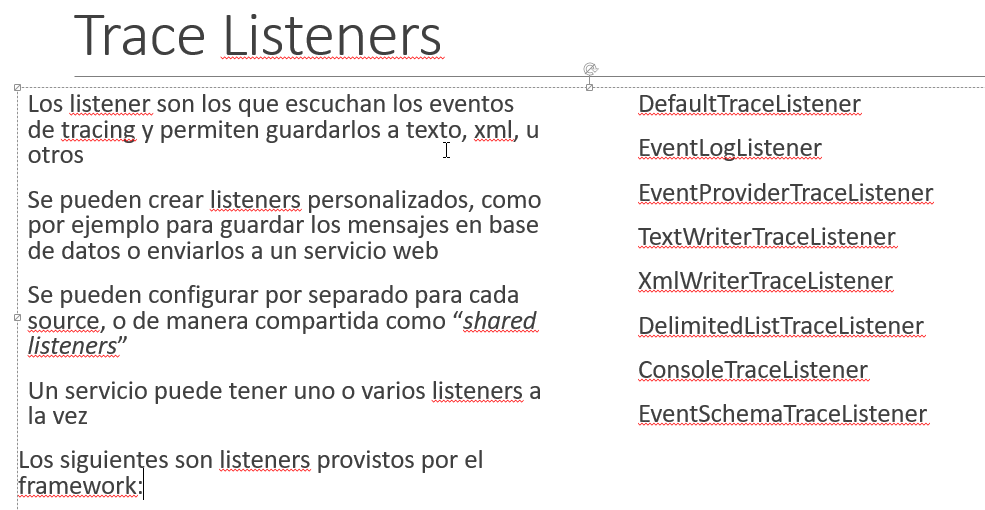 Trace Listeners
Los listener son los que escuchan los eventos
de tracing y permiten guardarlos a texto, xml, u
otros
Se pueden crear listeners personalizados, como
por ejemplo para guardar los mensajes en base
de datos o enviarlos a un servicio web
Se pueden configurar por separado para cada
source, o de manera compartida como “shared
listeners”
Un servicio puede tener uno o varios listeners a
la vez
Los siguientes son listeners provistos por el
framework:
DefaultTraceListener
EventLogListener
EventProviderTraceListener
TextWriterTraceListener
XmlWriterTraceListener
DelimitedListTraceListener
ConsoleTraceListener
EventSchemaTraceListener